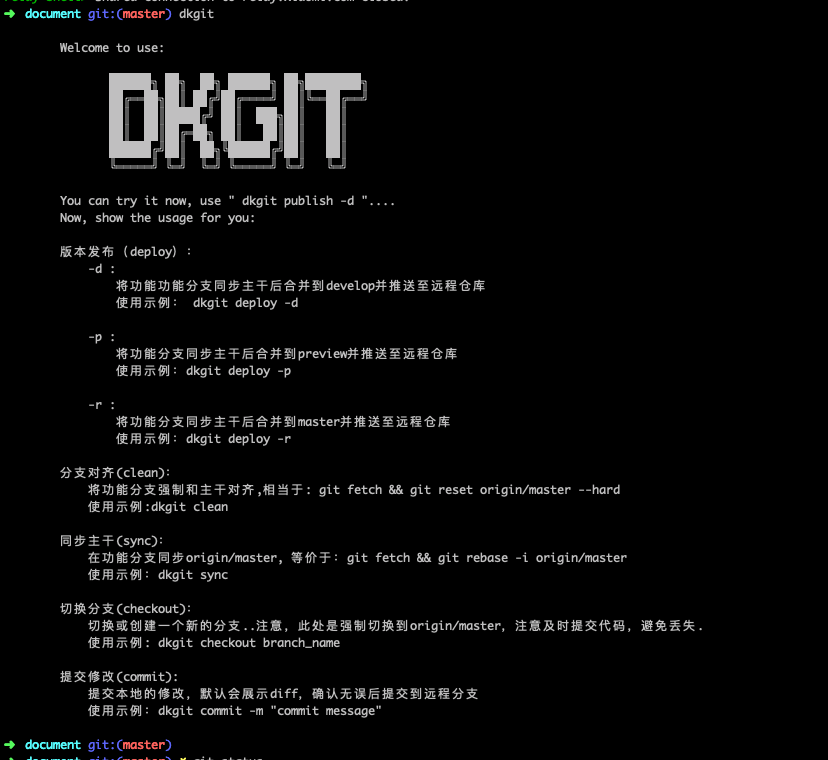 ➜ document git:(master) dkgit
Welcome to use:
DKGIT
You can try it now, use " dkgit publish -d "....
Now, show the usage for you:
版本发布（deploy）:
-d :
将功能功能分支同步主干后合并到develop并推送至远程仓库
使用示例： dkgit deploy -d
-p :
将功能分支同步主干后合并到preview并推送至远程仓库
使用示例：dkgit deploy -p
-r :
将功能分支同步主干后合并到master并推送至远程仓库
使用示例：dkgit deploy -r
分支对齐(clean):
将功能分支强制和主干对齐,相当于: git fetch && git reset origin/master --hard
使用示例:dkgit clean
同步主干(sync):
在功能分支同步origin/master, 等价于: git fetch && git rebase -i origin/master
使用示例：dkgit sync
切换分支(checkout):
切换或创建一个新的分支..注意, 此处是强制切换到origin/master, 注意及时提交代码, 避免丢失.
使用示例: dkgit checkout branch_name
提交修改(commit):
提交本地的修改, 默认会展示diff, 确认无误后提交到远程分支
使用示例：dkgit commit -m "commit message"
➜ document git:(master)